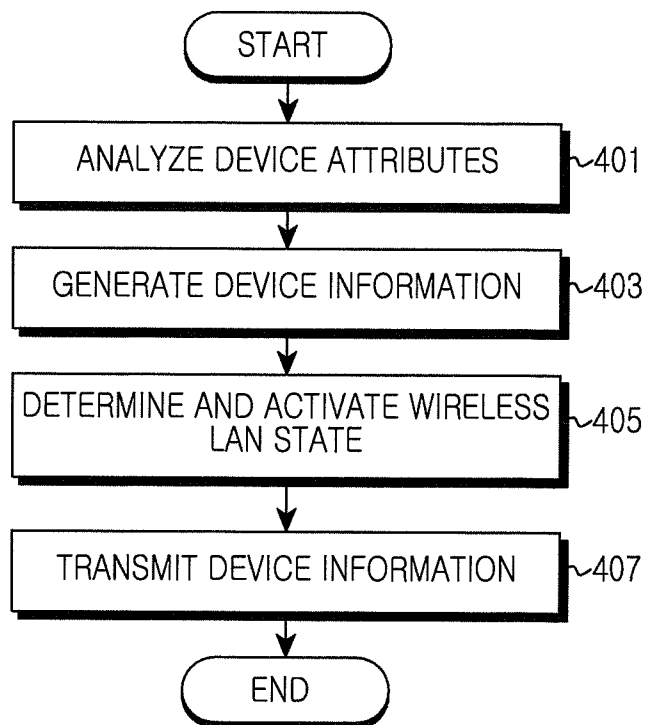 START
ANALYZE DEVICE ATTRIBUTES
401
GENERATE DEVICE INFORMATION
403
DETERMINE AND ACTIVATE WIRELESS
LAN STATE
405
TRANSMIT DEVICE INFORMATION
407
END